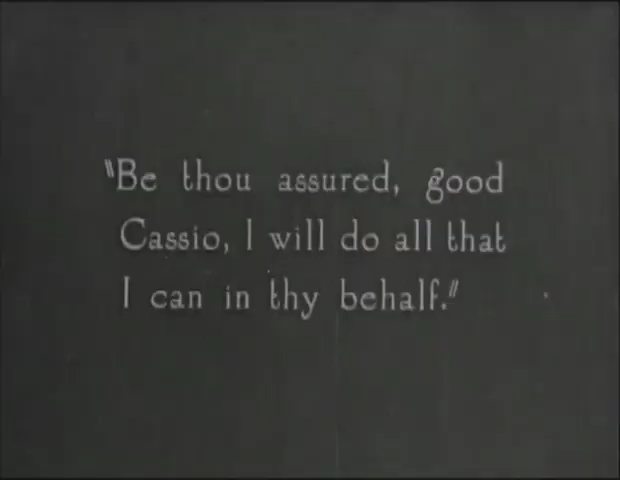 "Be thou assured, good
Cassio, I will do all that
I can in thy behalf."